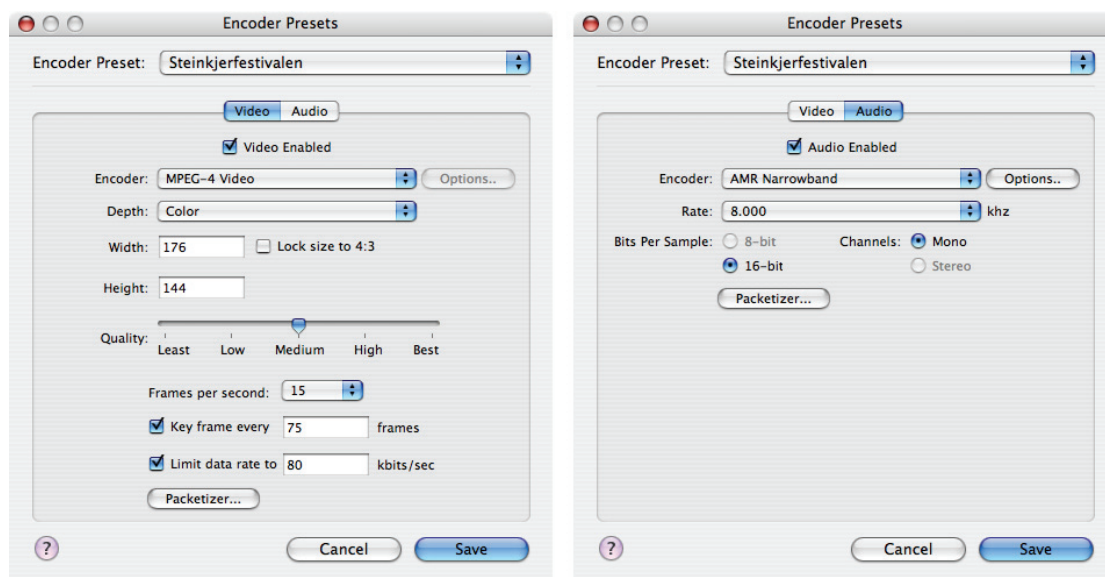 Encoder Presets
Encoder Preset: Steinkjerfestivalen
Video Audio
Video Enabled
Encoder: MPEG-4 Video Options..
Depth: Color
Width: 176 Lock size to 4:3
Height: 144
Quality:
Least Low Medium High Best
Frames per second: 15
Key frame every 75 frames
Limit data rate to 80 kbits/sec
Packetizer...
? Cancel Save
Encoder Presets
Encoder Preset: Steinkjerfestivalen
Video Audio
Audio Enabled
Encoder: AMR Narrowband Options..
Rate: 8.000 khz
Bits Per Sample: 8-bit Channels: Mono
16-bit Stereo
Packetizer...
? Cancel Save